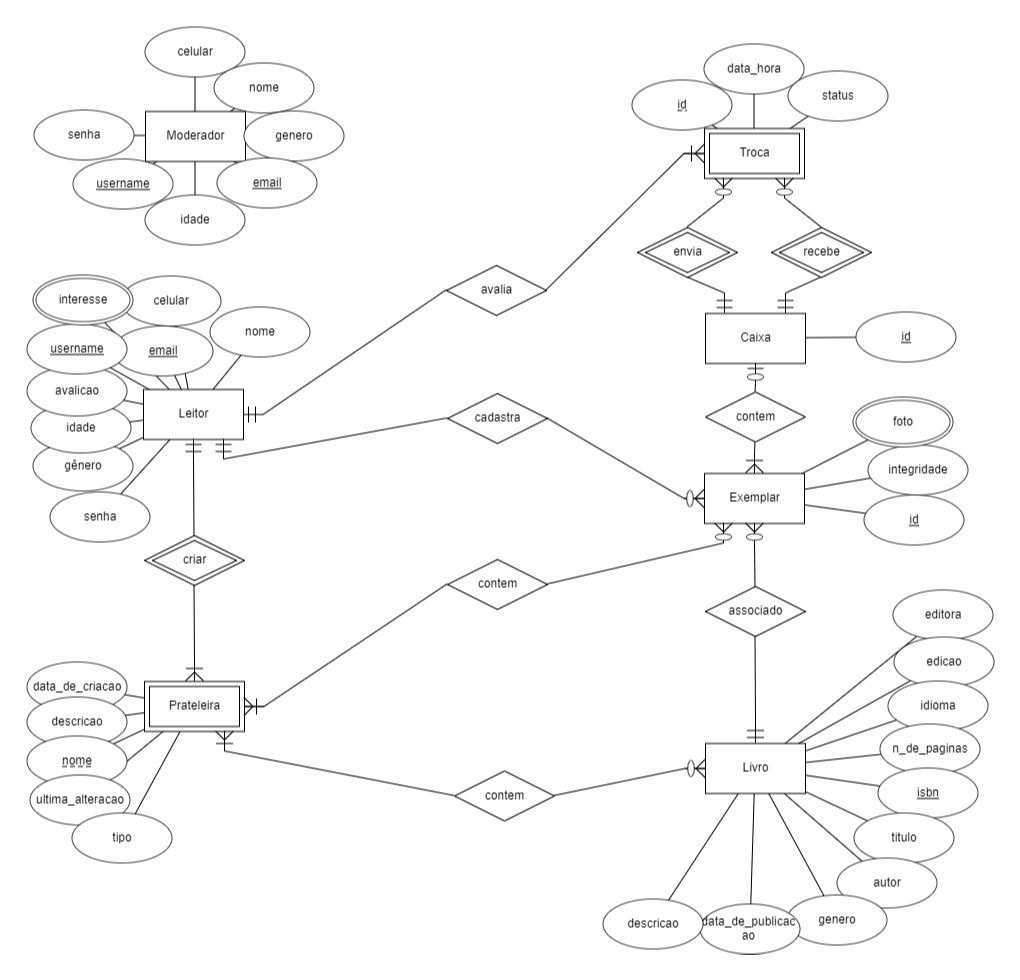 celular
nome
senha
Moderador
genero
username
email
idade
data_hora
id
status
Troca
envia
recebe
avalia
Caixa
id
interesse
celular
username
email
nome
avalicao
Leitor
idade
gênero
senha
cadastra
contem
foto
integridade
Exemplar
id
criar
contem
associado
data_de_criacao
descricao
Prateleira
nome
ultima_alteracao
tipo
contem
editora
edicao
idioma
n_de_paginas
Livro
isbn
titulo
autor
genero
descricao
data_de_publicac
ao